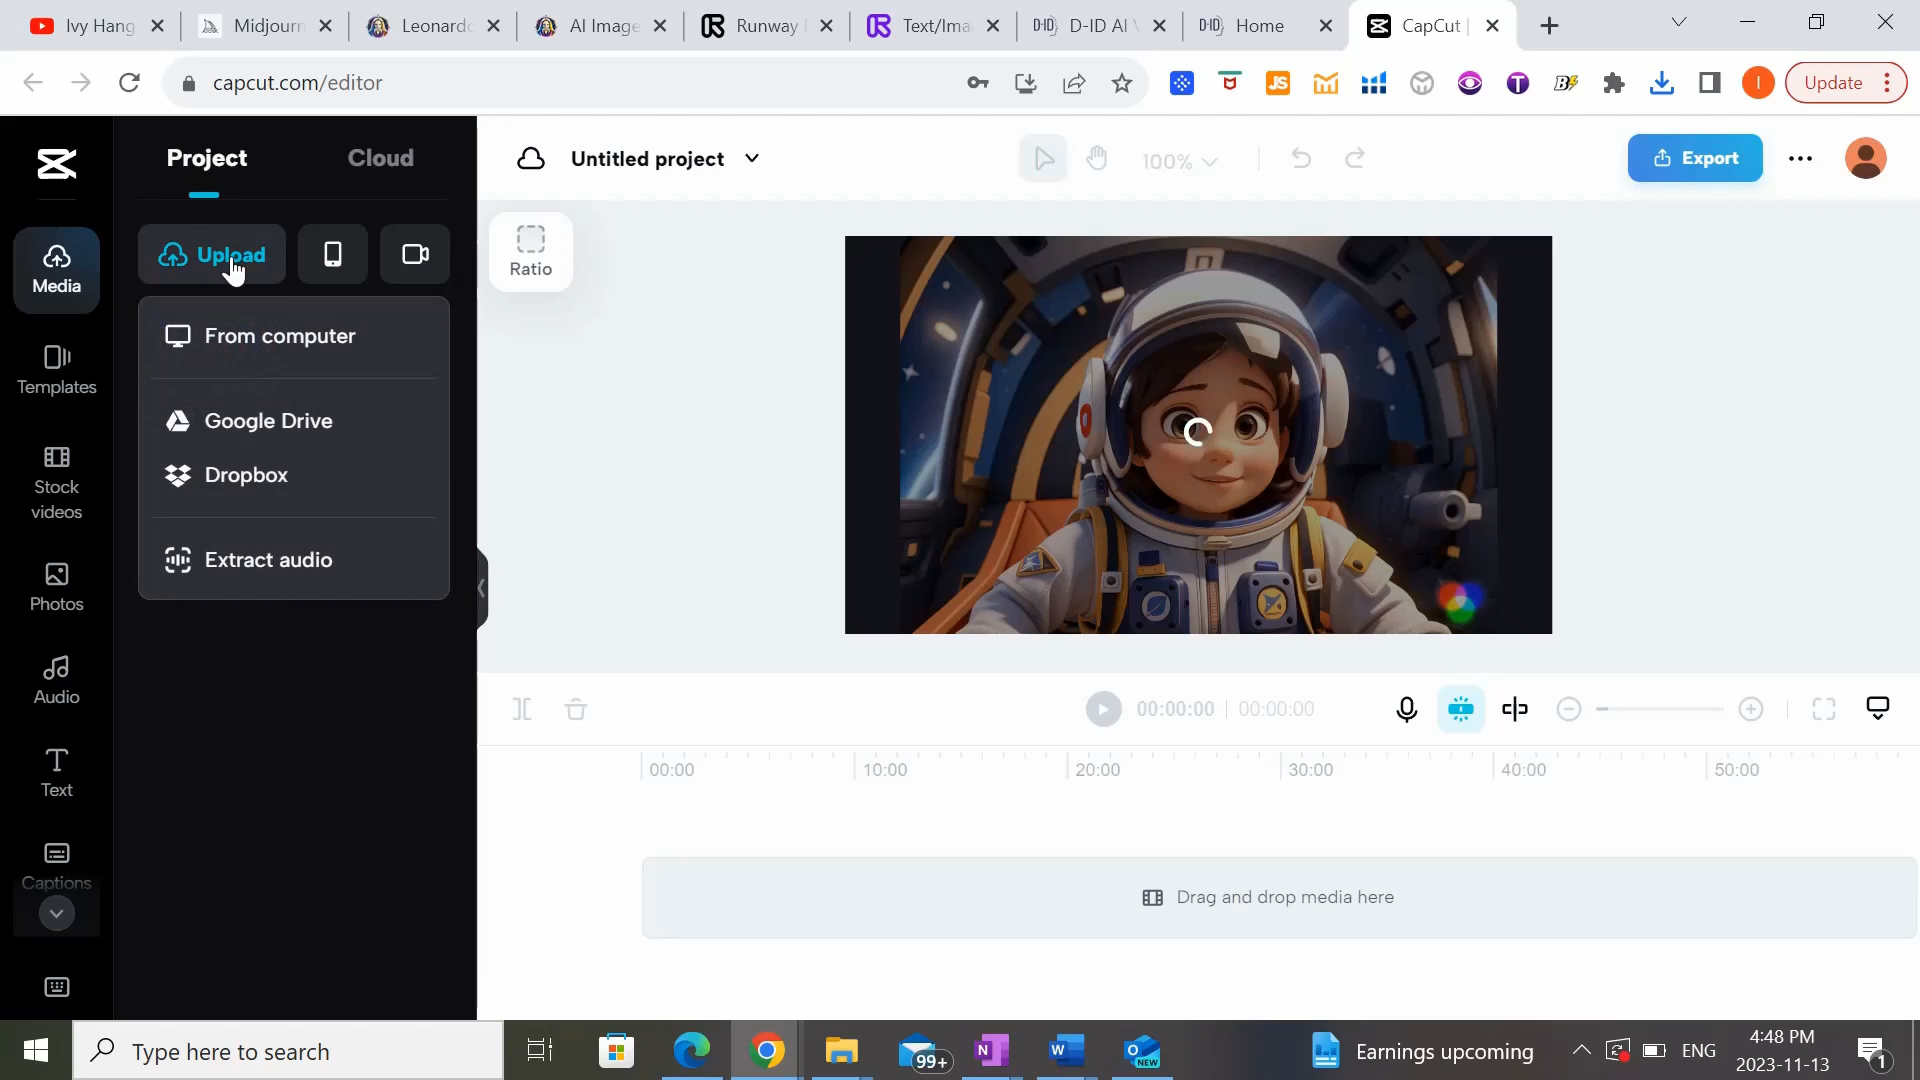 Ivy Hang
Midjourn
Leonardo
AI Image
Runway
Text/Ima
D-ID AI V
Home
CapCut |
capcut.com/editor
JS
T
B
I
Update
Project
Cloud
Untitled project
100%
Export
Upload
Ratio
Media
From computer
Templates
Google Drive
Dropbox
Stock
videos
Extract audio
Photos
Audio
00:00:00 | 00:00:00
Text
00:00
10:00
20:00
30:00
40:00
50:00
Captions
Drag and drop media here
Type here to search
99+
N
W
O
NEW
Earnings upcoming
ENG
4:48 PM
2023-11-13
1